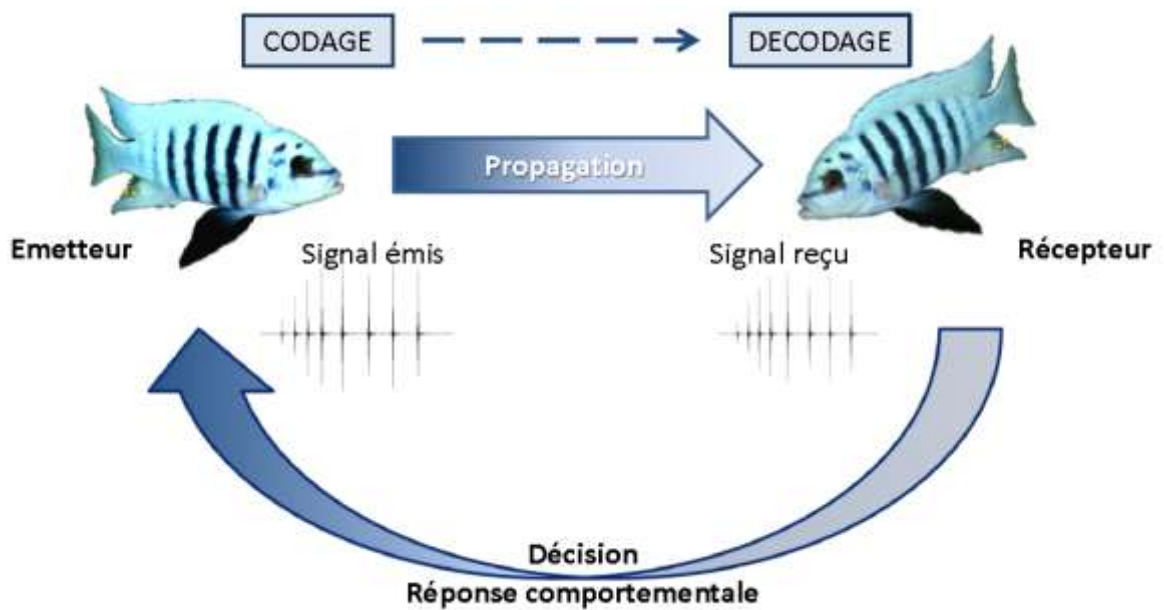 CODAGE
DECODAGE
Propagation
Emetteur
Signal émis
Signal reçu
Récepteur
Décision
Réponse comportementale